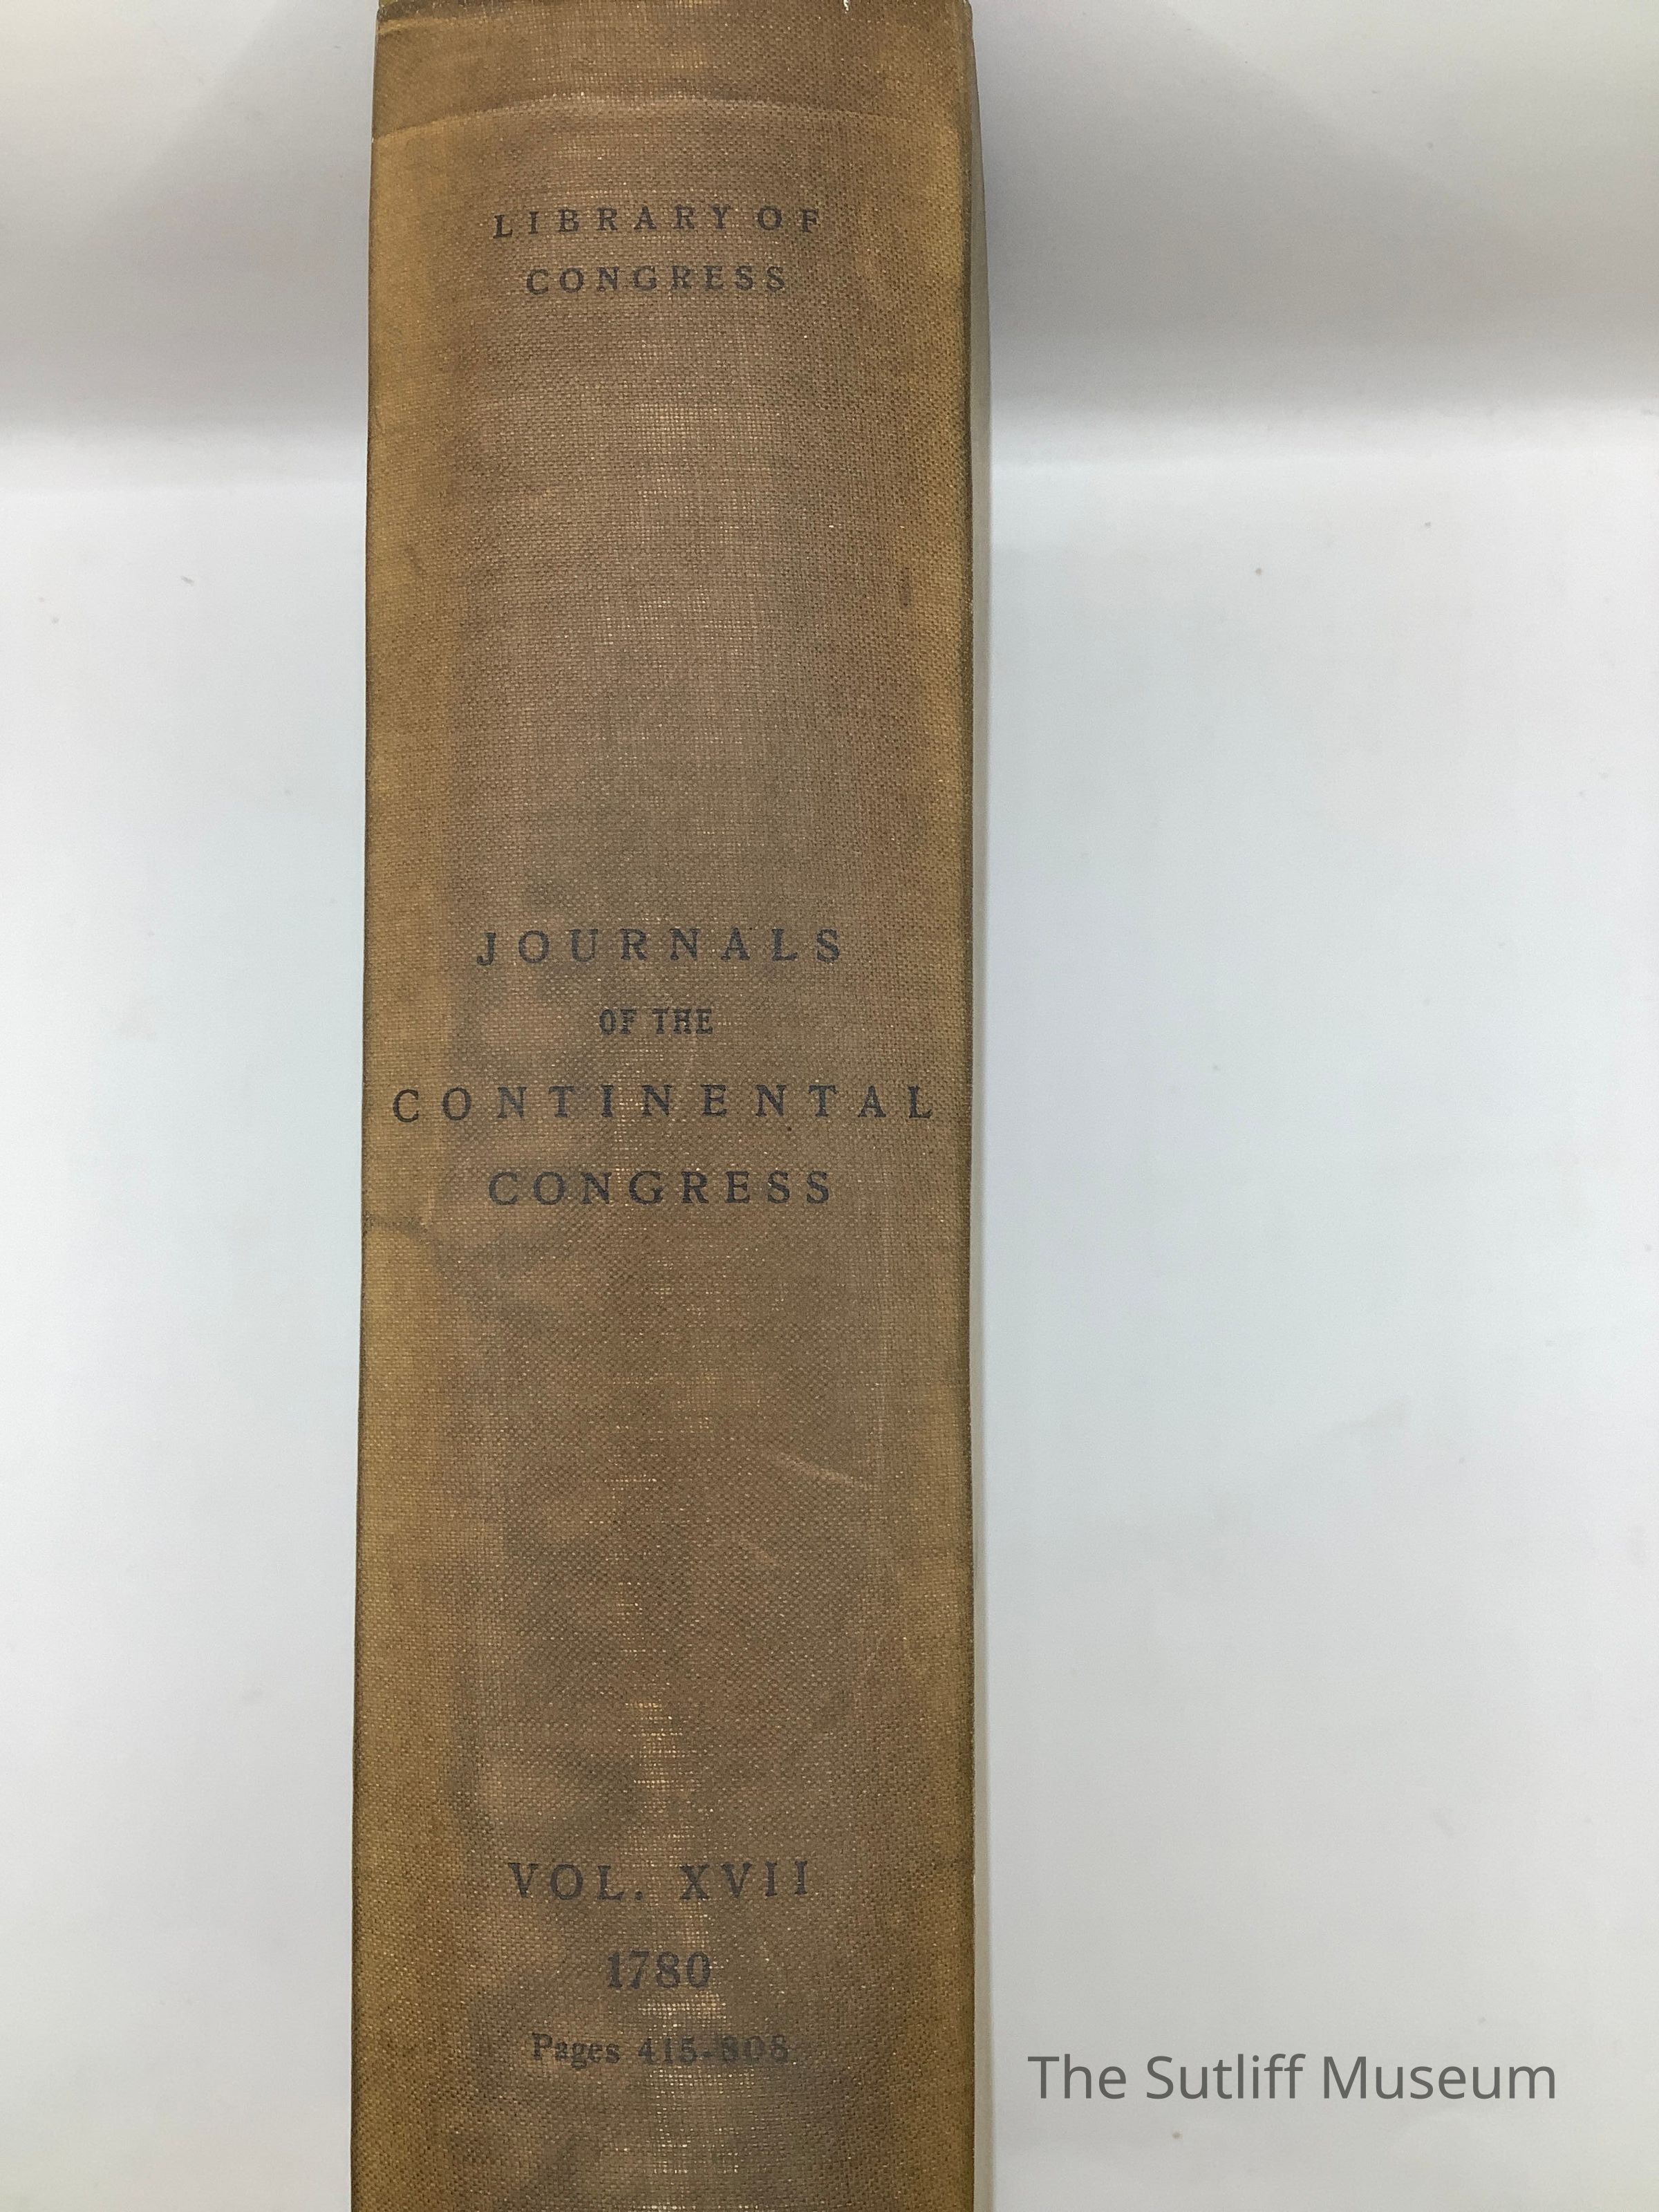 LIBRARY OF
CONGRESS
JOURNALS
OF THE
CONTINENTAL
CONGRESS
VOL. XVII
1780
Pages 415-808
The Sutliff Museum